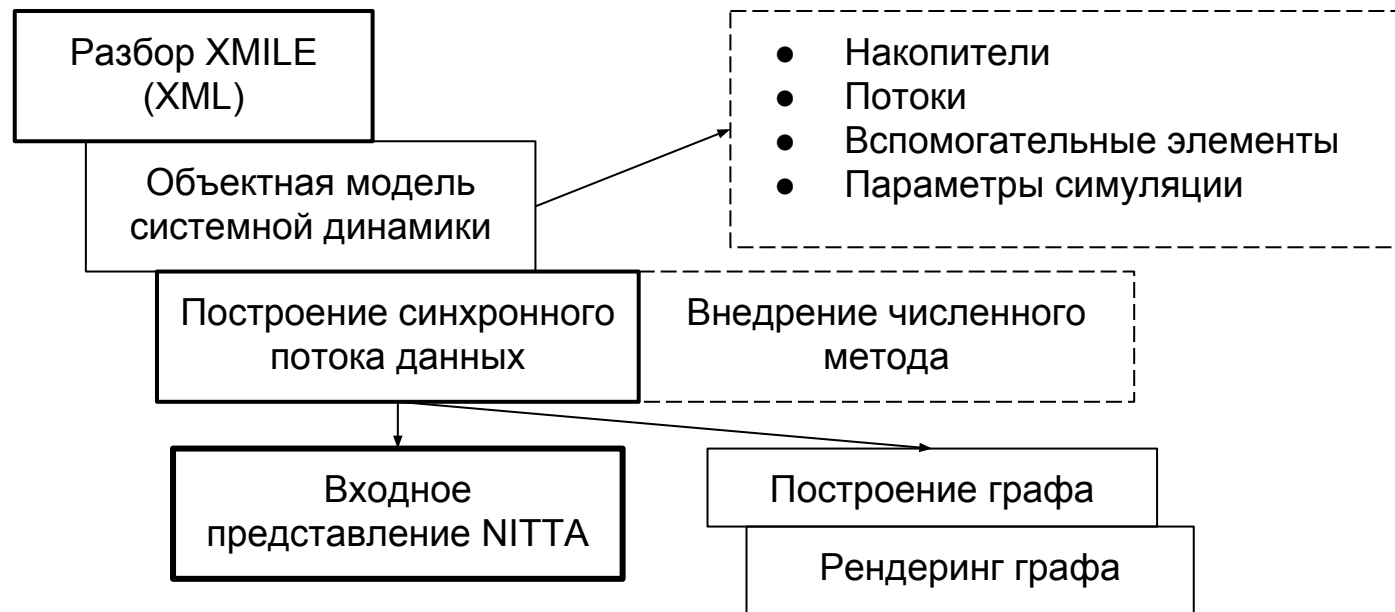 Разбор XMILE
(XML)
● Накопители
● Потоки
● Вспомогательные элементы
● Параметры симуляции
Объектная модель
системной динамики
Построение синхронного
потока данных
Внедрение численного
метода
Входное
представление NITTA
Построение графа
Рендеринг графа